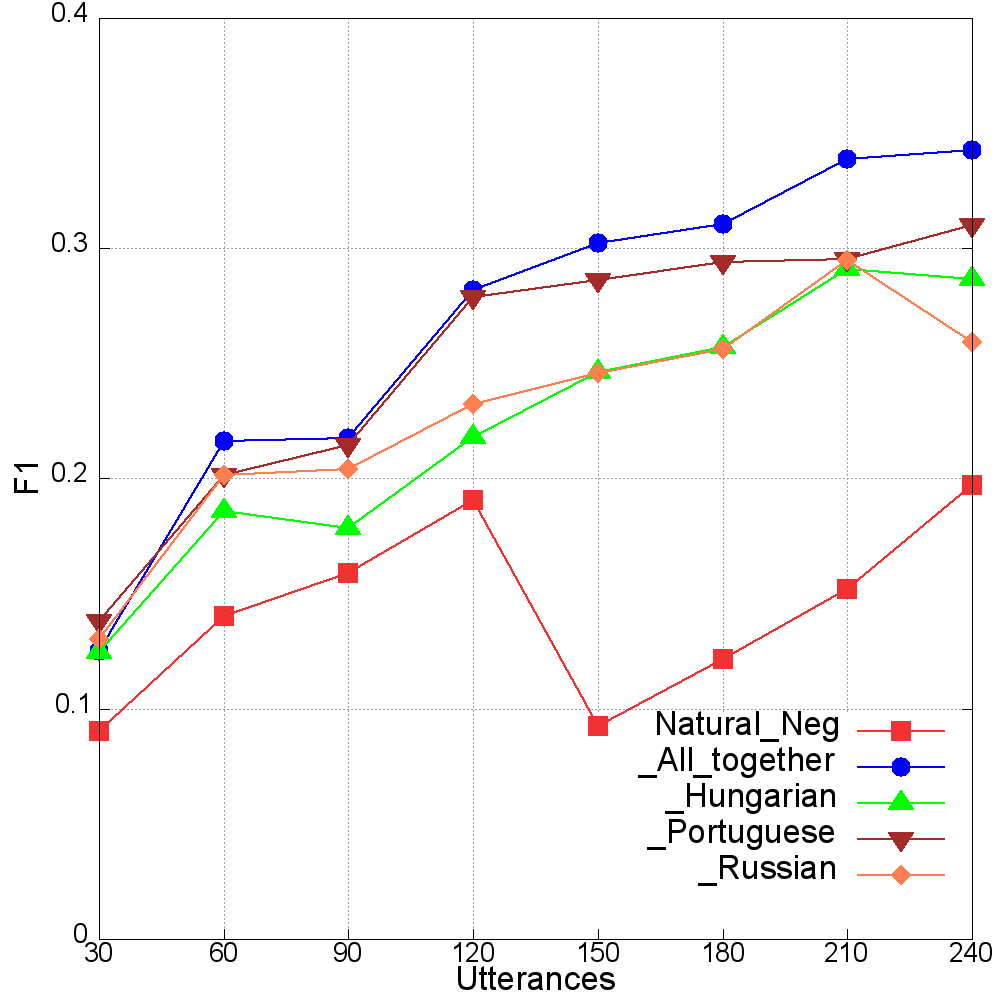 0.4
0.3
0.2
0.1
0
F1
30 60 90 120 150 180 210 240
Utterances
Natural_Neg
_All_together
_Hungarian
_Portuguese
_Russian